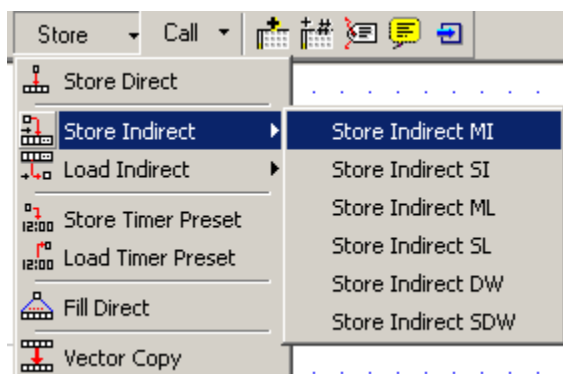 Store Call
Store Direct
Store Indirect
Load Indirect
Store Timer Preset
Load Timer Preset
Fill Direct
Vector Copy
Store Indirect MI
Store Indirect SI
Store Indirect ML
Store Indirect SL
Store Indirect DW
Store Indirect SDW